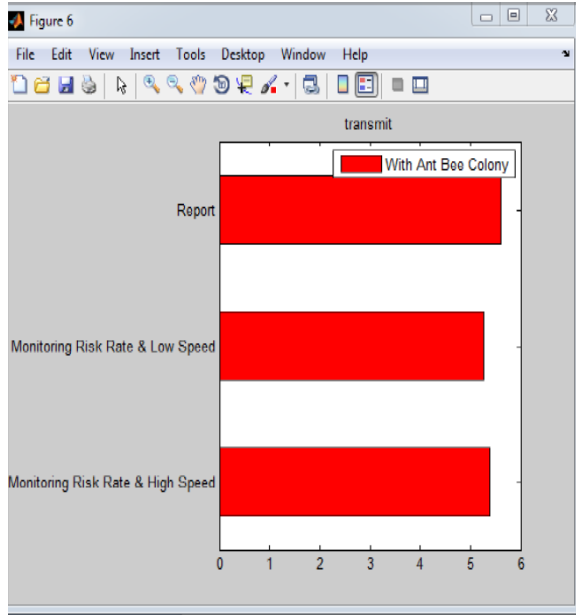 Figure 6
File Edit View Insert Tools Desktop Window Help
transmit
With Ant Bee Colony
Report
Monitoring Risk Rate & Low Speed
Monitoring Risk Rate & High Speed
0 1 2 3 4 5 6